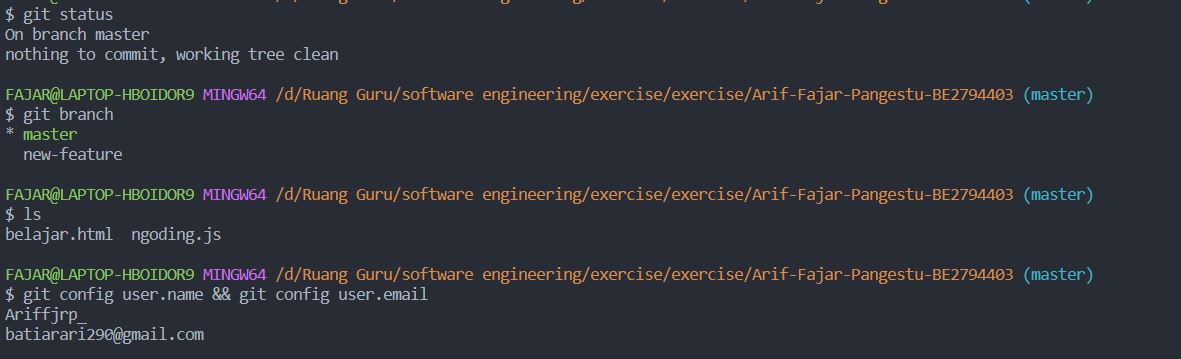 $ git status
On branch master
nothing to commit, working tree clean
FAJAR@LAPTOP-HBOIDOR9 MINGW64 /d/Ruang Guru/software engineering/exercise/exercise/Arif-Fajar-Pangestu-BE2794403 (master)
$ git branch
* master
  new-feature
FAJAR@LAPTOP-HBOIDOR9 MINGW64 /d/Ruang Guru/software engineering/exercise/exercise/Arif-Fajar-Pangestu-BE2794403 (master)
$ ls
belajar.html  ngoding.js
FAJAR@LAPTOP-HBOIDOR9 MINGW64 /d/Ruang Guru/software engineering/exercise/exercise/Arif-Fajar-Pangestu-BE2794403 (master)
$ git config user.name && git config user.email
Ariffjrp_
batiarari290@gmail.com